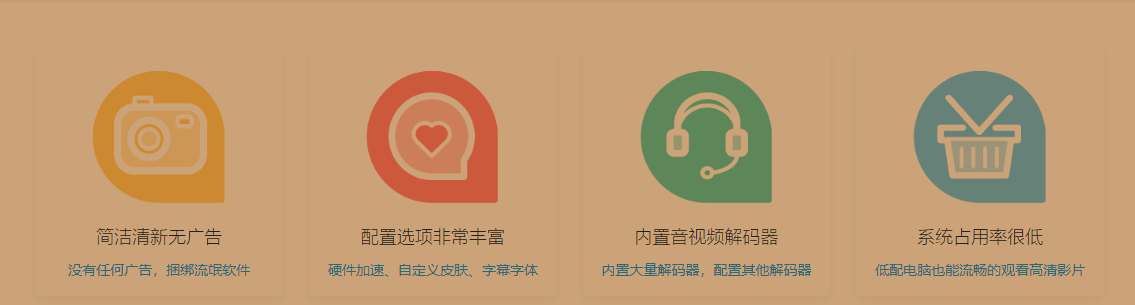 简洁清新无广告
没有任何广告，捆绑流氓软件
配置选项非常丰富
硬件加速、自定义皮肤、字幕字体
内置音视频解码器
内置大量解码器，配置其他解码器
系统占用率很低
低配电脑也能流畅的观看高清影片